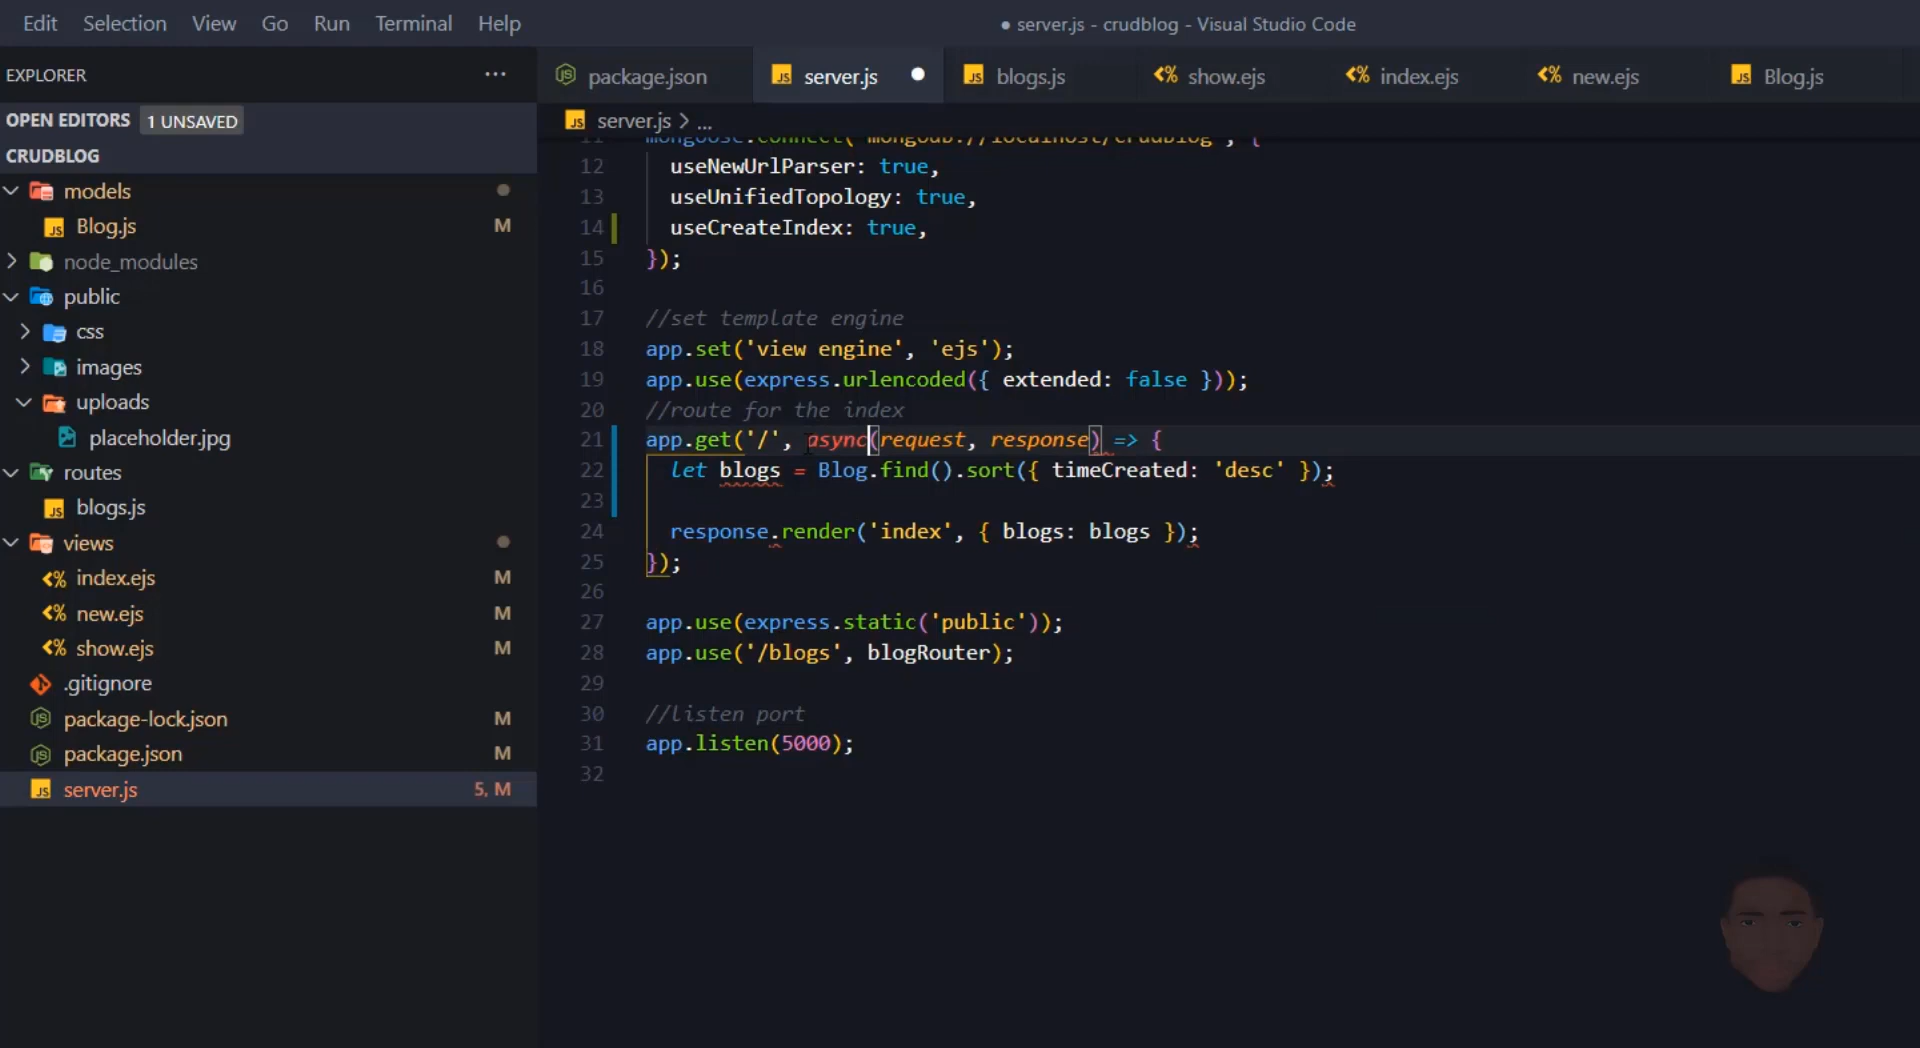 Edit Selection View Go Run Terminal Help
● server.js - crudblog - Visual Studio Code
EXPLORER ···
OPEN EDITORS 1 UNSAVED
CRUDBLOG
models
Blog.js M
node_modules
public
css
images
uploads
placeholder.jpg
routes
blogs.js
views
index.ejs M
new.ejs M
show.ejs M
.gitignore
package-lock.json M
package.json M
server.js 5, M
package.json server.js blogs.js show.ejs index.ejs new.ejs Blog.js
server.js > ...
11 mongoose.connect('mongodb://localhost/crudblog', {
12 useNewUrlParser: true,
13 useUnifiedTopology: true,
14 useCreateIndex: true,
15 });
16
17 //set template engine
18 app.set('view engine', 'ejs');
19 app.use(express.urlencoded({ extended: false }));
20 //route for the index
21 app.get('/', async(request, response) => {
22 let blogs = Blog.find().sort({ timeCreated: 'desc' });
23
24 response.render('index', { blogs: blogs });
25 });
26
27 app.use(express.static('public'));
28 app.use('/blogs', blogRouter);
29
30 //listen port
31 app.listen(5000);
32